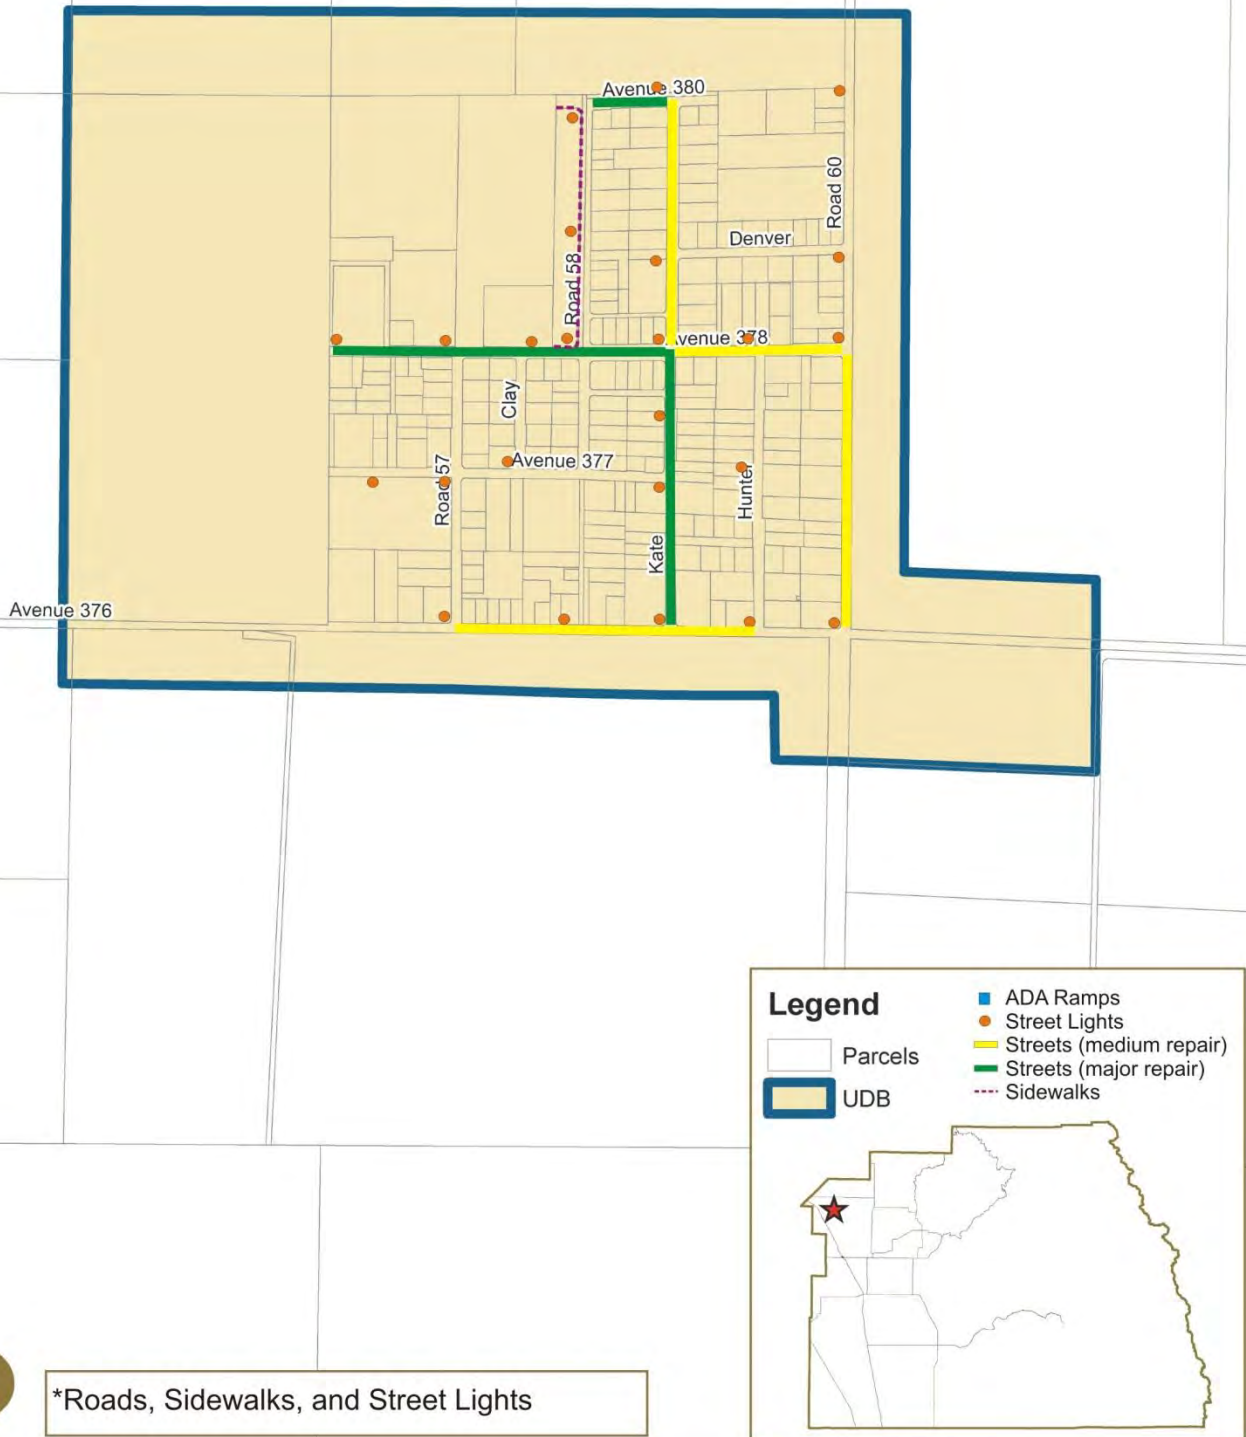 Avenue 380
Road 60
Denver
Road 58
Avenue 378
Clay
Avenue 377
Road 57
Hunter
Kate
Avenue 376
Legend
Parcels
UDB
ADA Ramps
Street Lights
Streets (medium repair)
Streets (major repair)
Sidewalks
*Roads, Sidewalks, and Street Lights